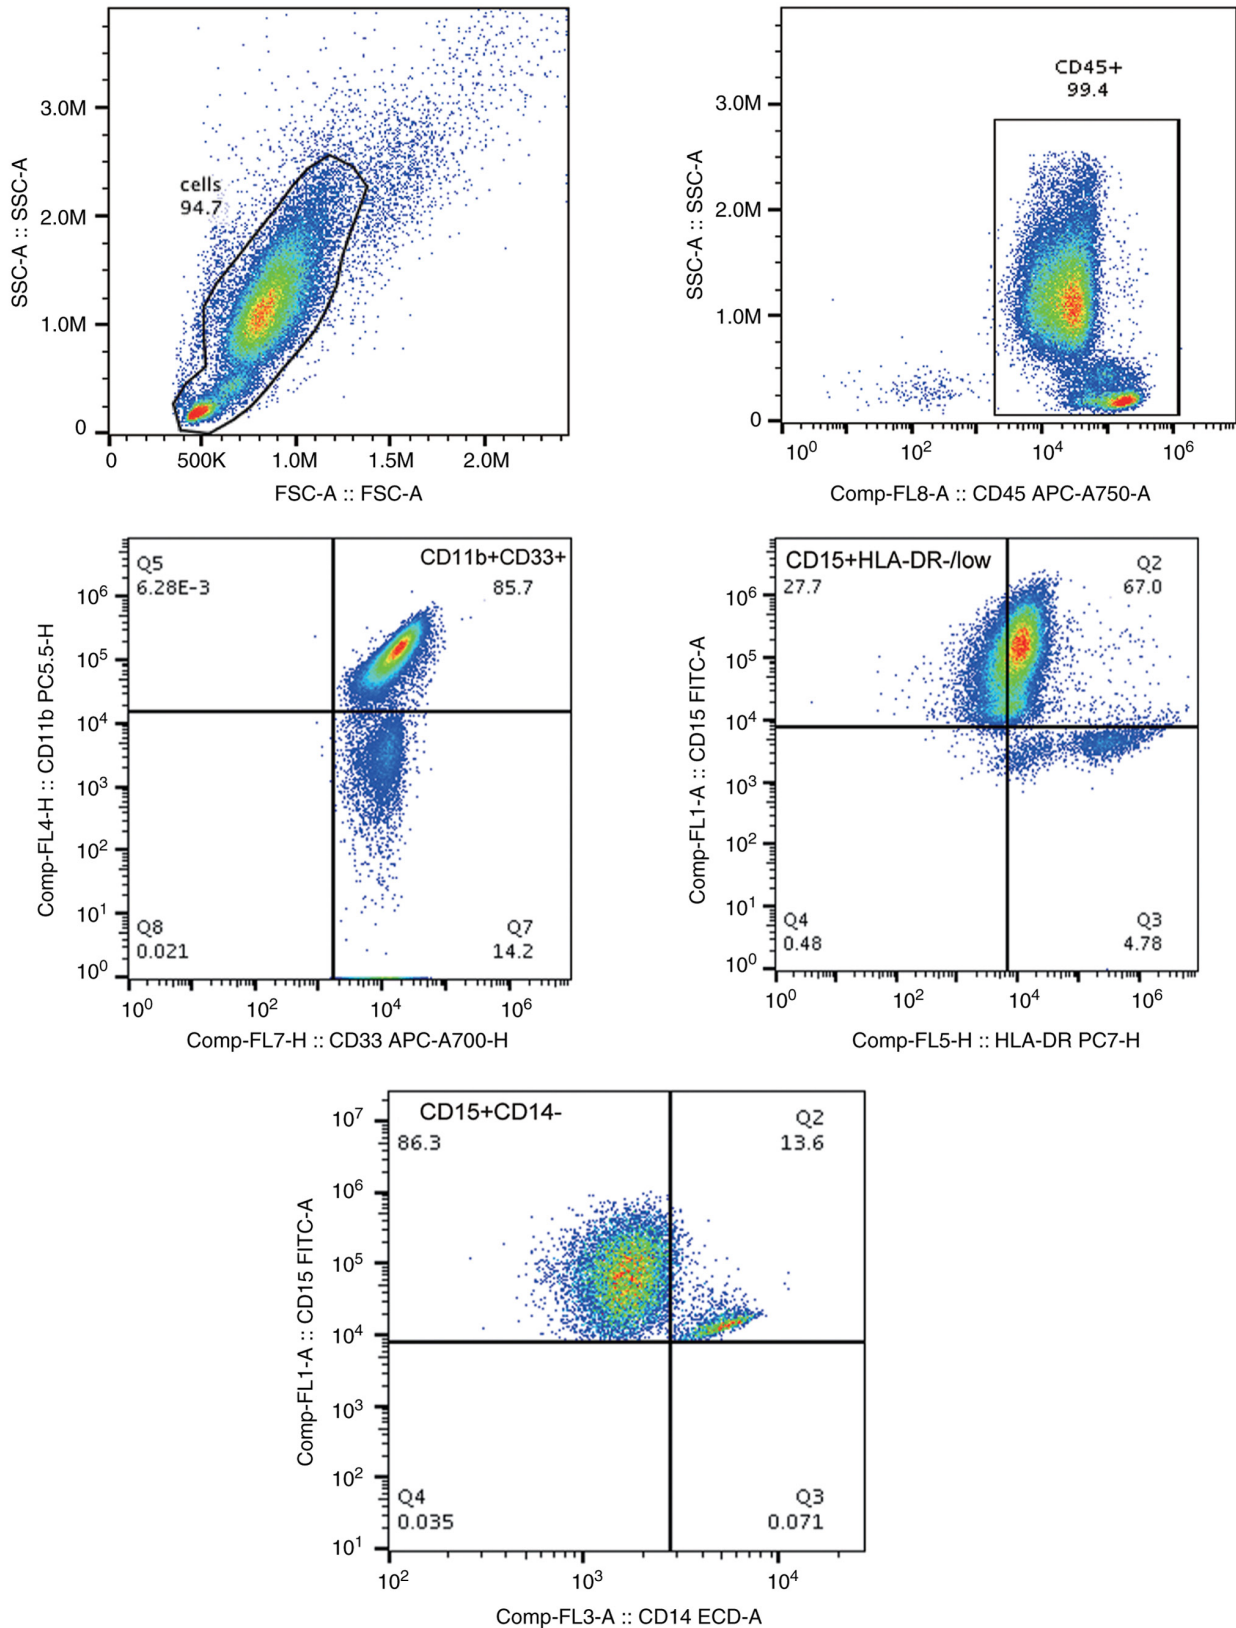 SSC-A :: SSC-A
3.0M
2.0M
1.0M
0
cells
94.7
0
500K
1.0M
1.5M
2.0M
FSC-A :: FSC-A
SSC-A :: SSC-A
3.0M
2.0M
1.0M
0
CD45+
99.4
10^0
10^2
10^4
10^6
Comp-FL8-A :: CD45 APC-A750-A
Comp-FL4-H :: CD11b PC5.5-H
10^6
10^5
10^4
10^3
10^2
10^1
10^0
Q5
6.28E-3
CD11b+CD33+
85.7
Q8
0.021
Q7
14.2
10^0
10^2
10^4
10^6
Comp-FL7-H :: CD33 APC-A700-H
Comp-FL1-A :: CD15 FITC-A
10^6
10^5
10^4
10^3
10^2
10^1
10^0
CD15+HLA-DR-/low
27.7
Q2
67.0
Q4
0.48
Q3
4.78
10^0
10^2
10^4
10^6
Comp-FL5-H :: HLA-DR PC7-H
Comp-FL1-A :: CD15 FITC-A
10^7
10^6
10^5
10^4
10^3
10^2
10^1
CD15+CD14-
86.3
Q2
13.6
Q4
0.035
Q3
0.071
10^2
10^3
10^4
Comp-FL3-A :: CD14 ECD-A